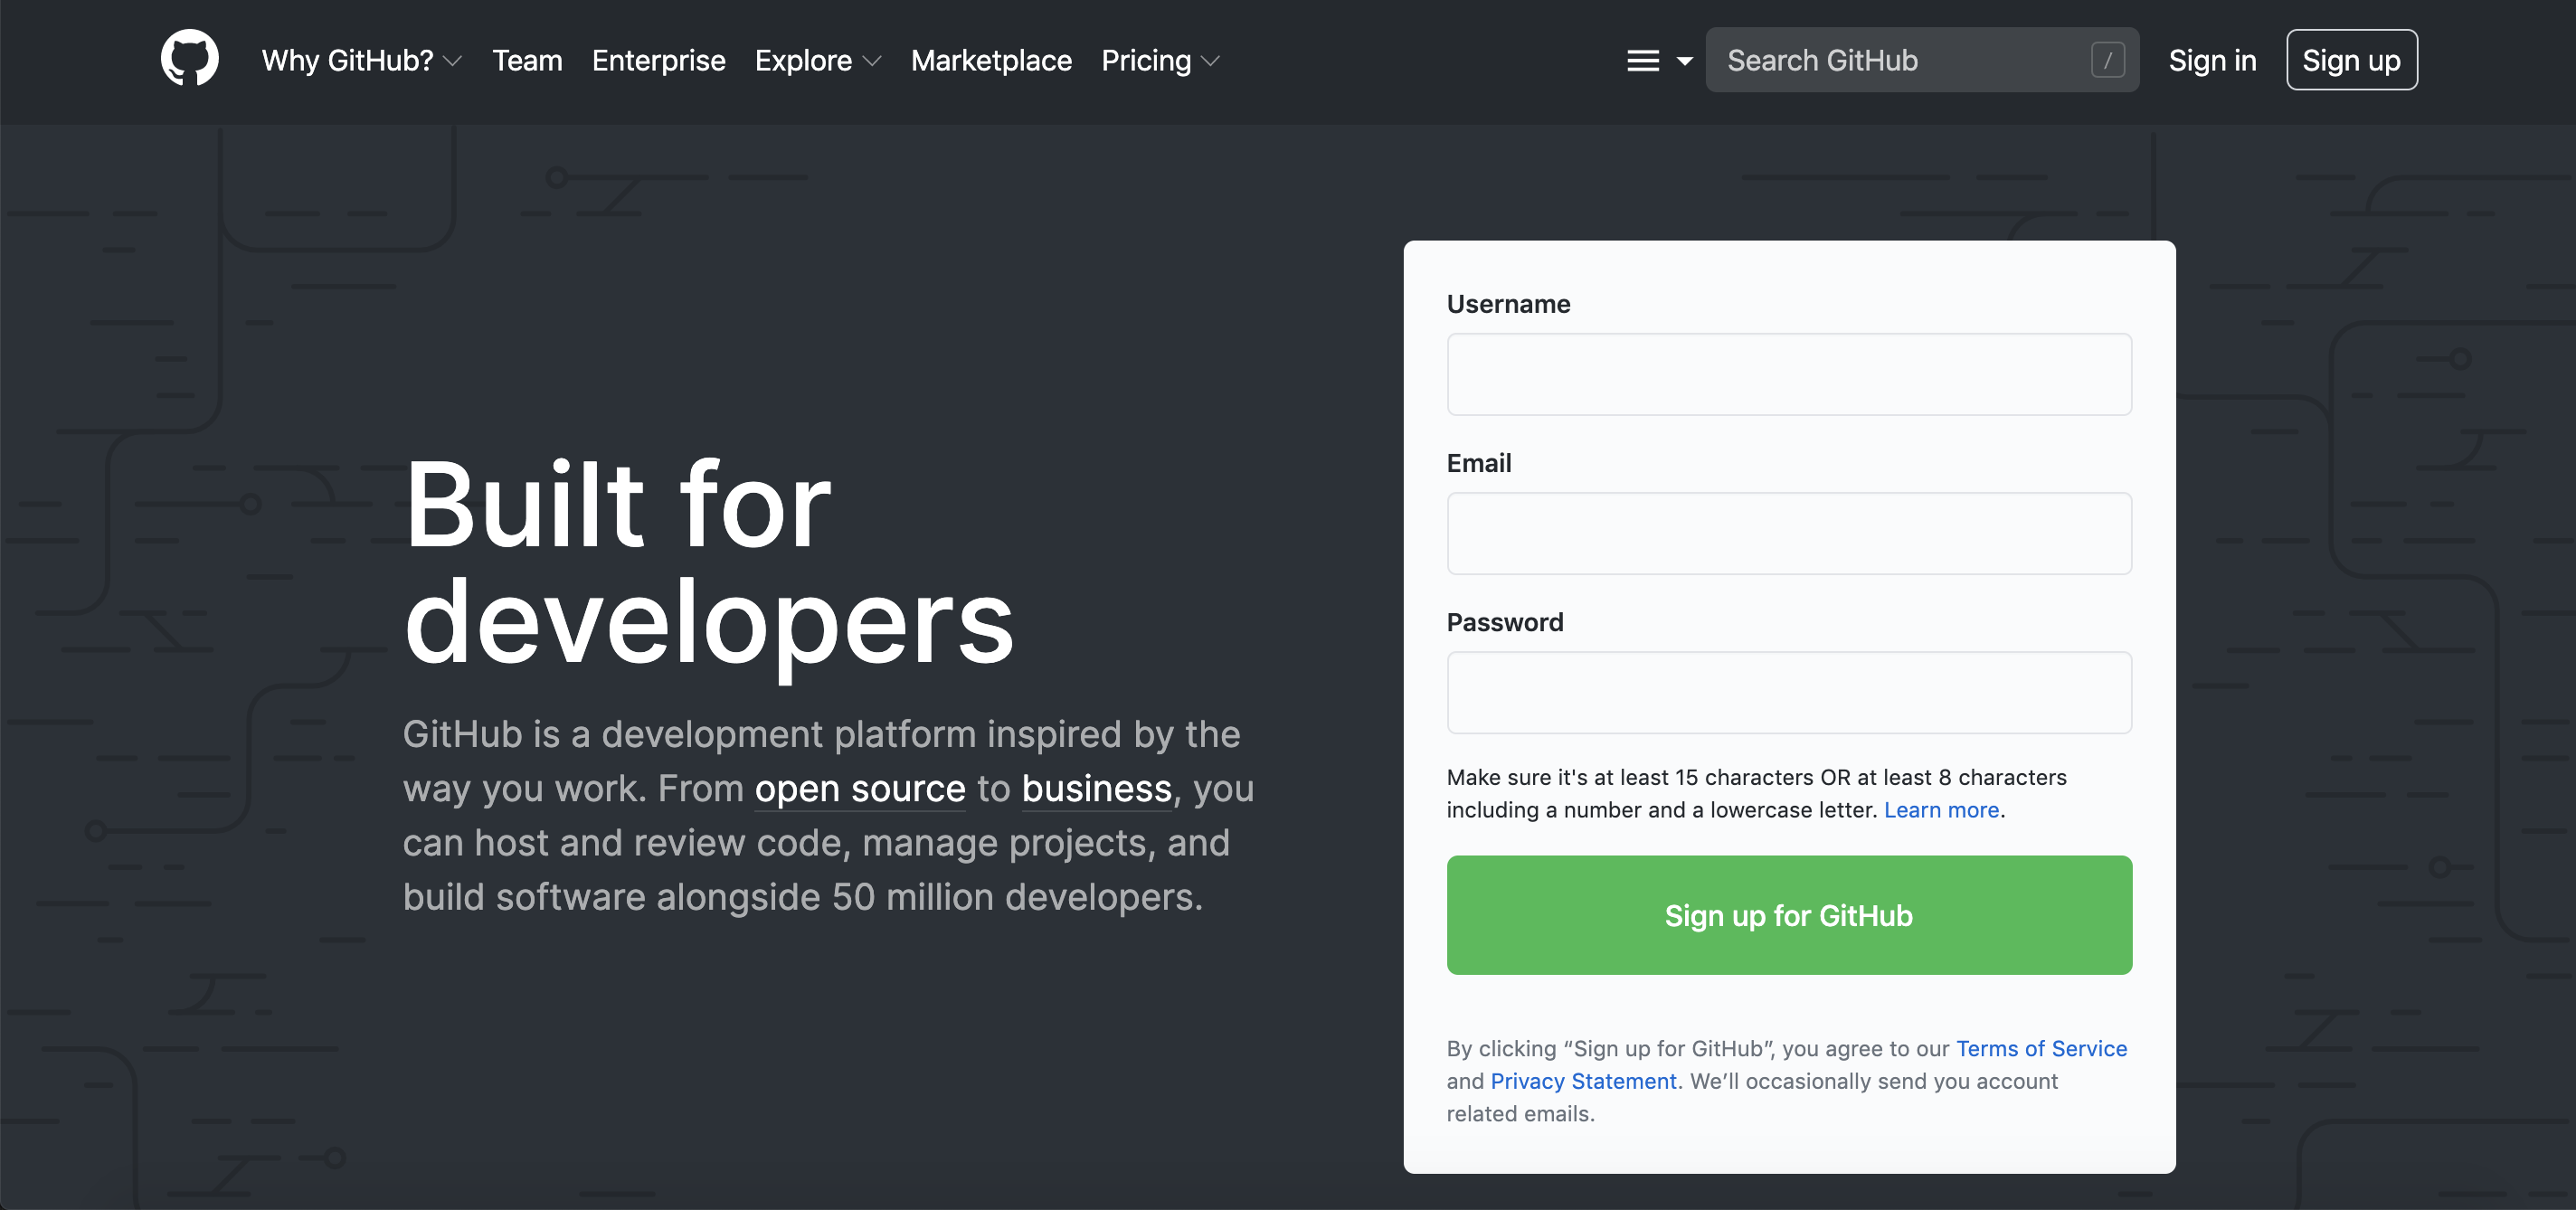 Why GitHub? Team Enterprise Explore Marketplace Pricing Search GitHub / Sign in Sign up
Built for
developers
GitHub is a development platform inspired by the
way you work. From open source to business, you
can host and review code, manage projects, and
build software alongside 50 million developers.
Username
Email
Password
Make sure it's at least 15 characters OR at least 8 characters
including a number and a lowercase letter. Learn more.
Sign up for GitHub
By clicking “Sign up for GitHub”, you agree to our Terms of Service
and Privacy Statement. We’ll occasionally send you account
related emails.